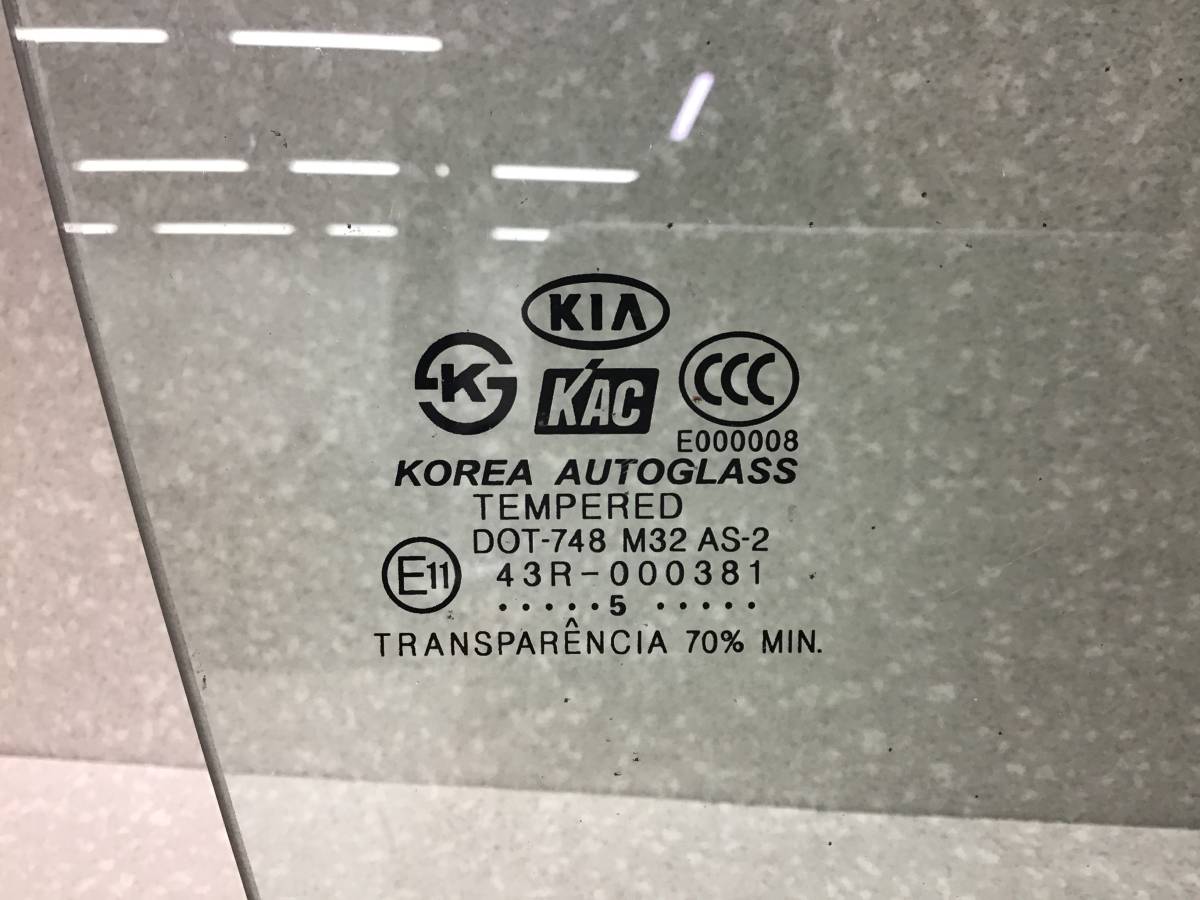 KIA
K KAC CCC
E000008
KOREA AUTOGLASS
TEMPERED
DOT-748 M32 AS-2
E11 43R-000381
·····5 ·····
TRANSPARÊNCIA 70% MIN.